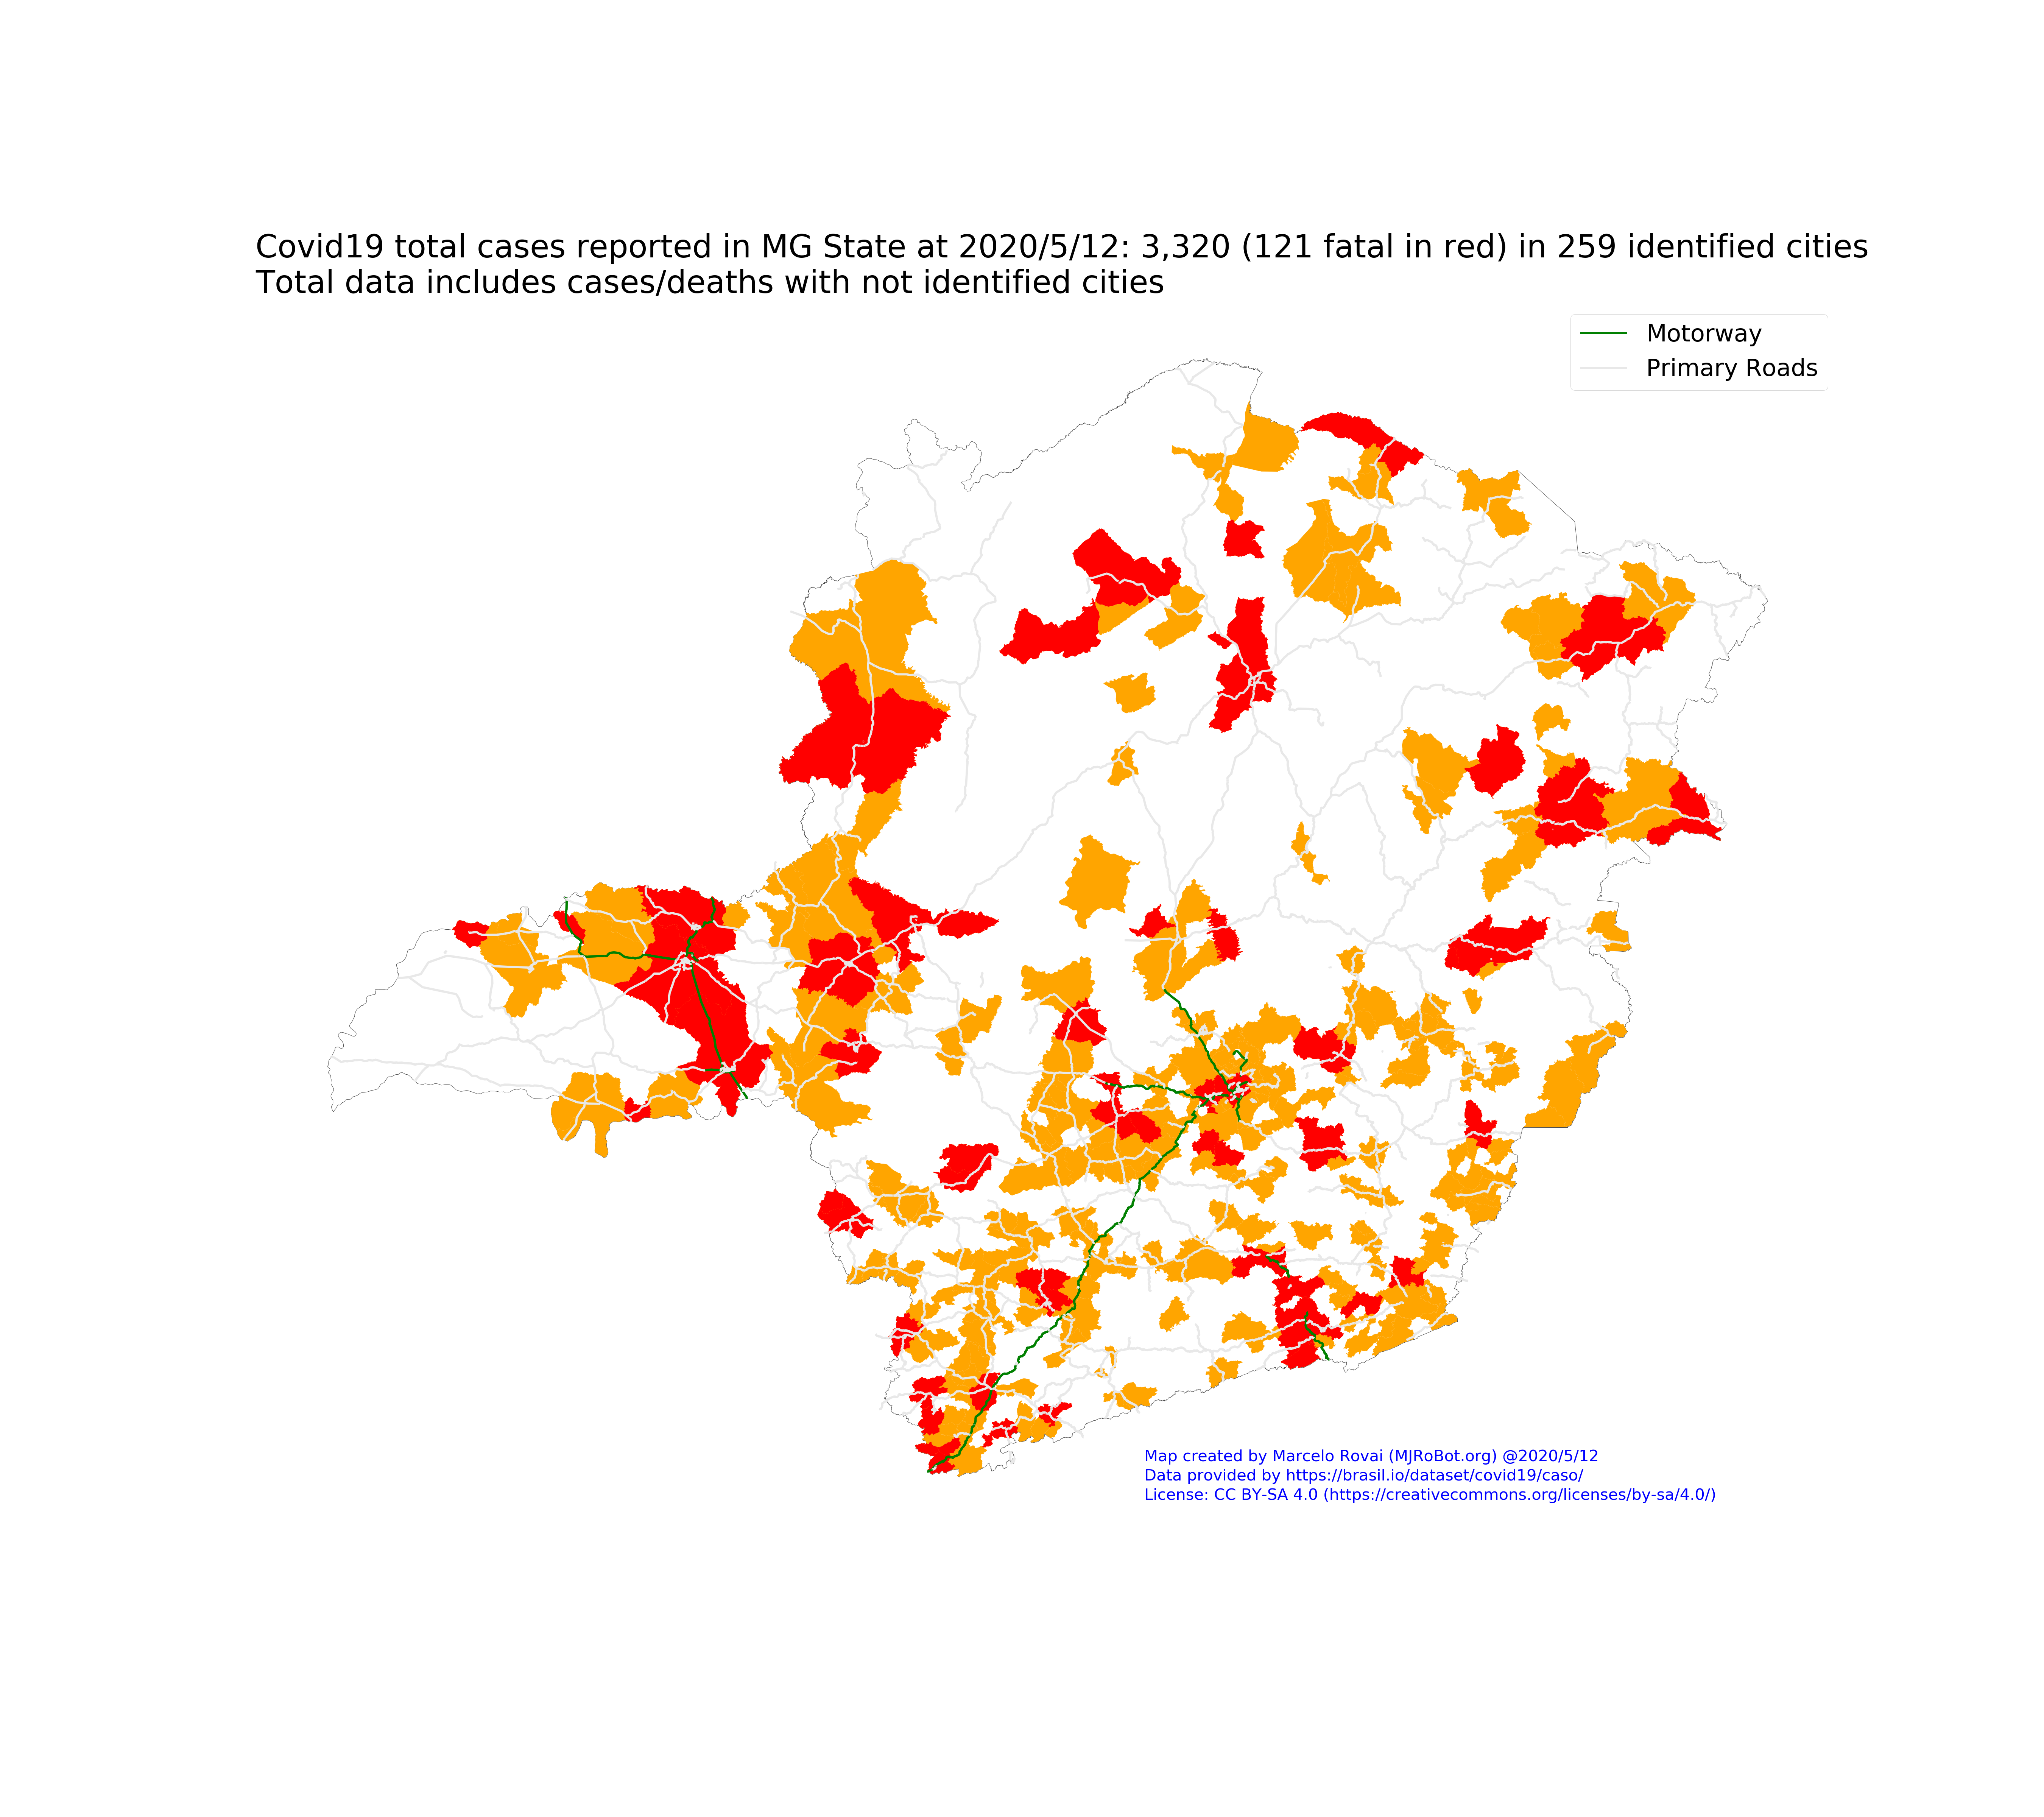 Covid19 total cases reported in MG State at 2020/5/12: 3,320 (121 fatal in red) in 259 identified cities
Total data includes cases/deaths with not identified cities
Motorway
Primary Roads
Map created by Marcelo Rovai (MJRoBot.org) @2020/5/12
Data provided by https://brasil.io/dataset/covid19/caso/
License: CC BY-SA 4.0 (https://creativecommons.org/licenses/by-sa/4.0/)